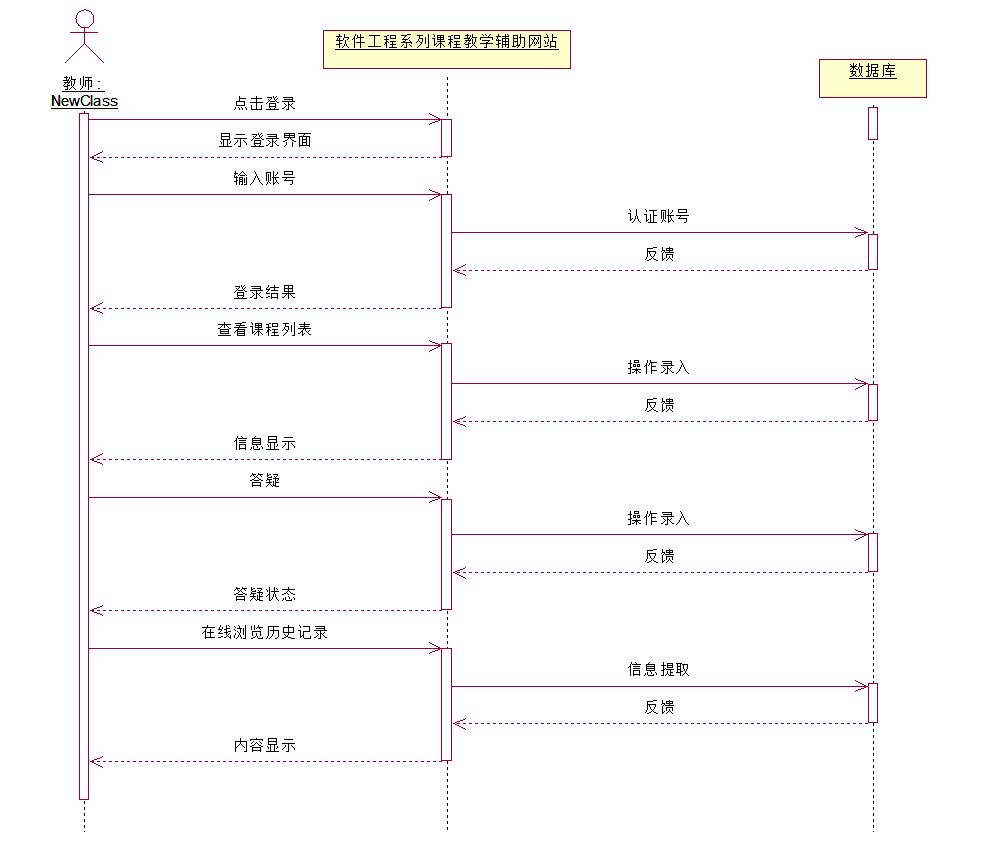 软件工程系列课程教学辅助网站
数据库
教师:
NewClass
点击登录
显示登录界面
输入账号
认证账号
反馈
登录结果
查看课程列表
操作录入
反馈
信息显示
答疑
操作录入
反馈
答疑状态
在线浏览历史记录
信息提取
反馈
内容显示